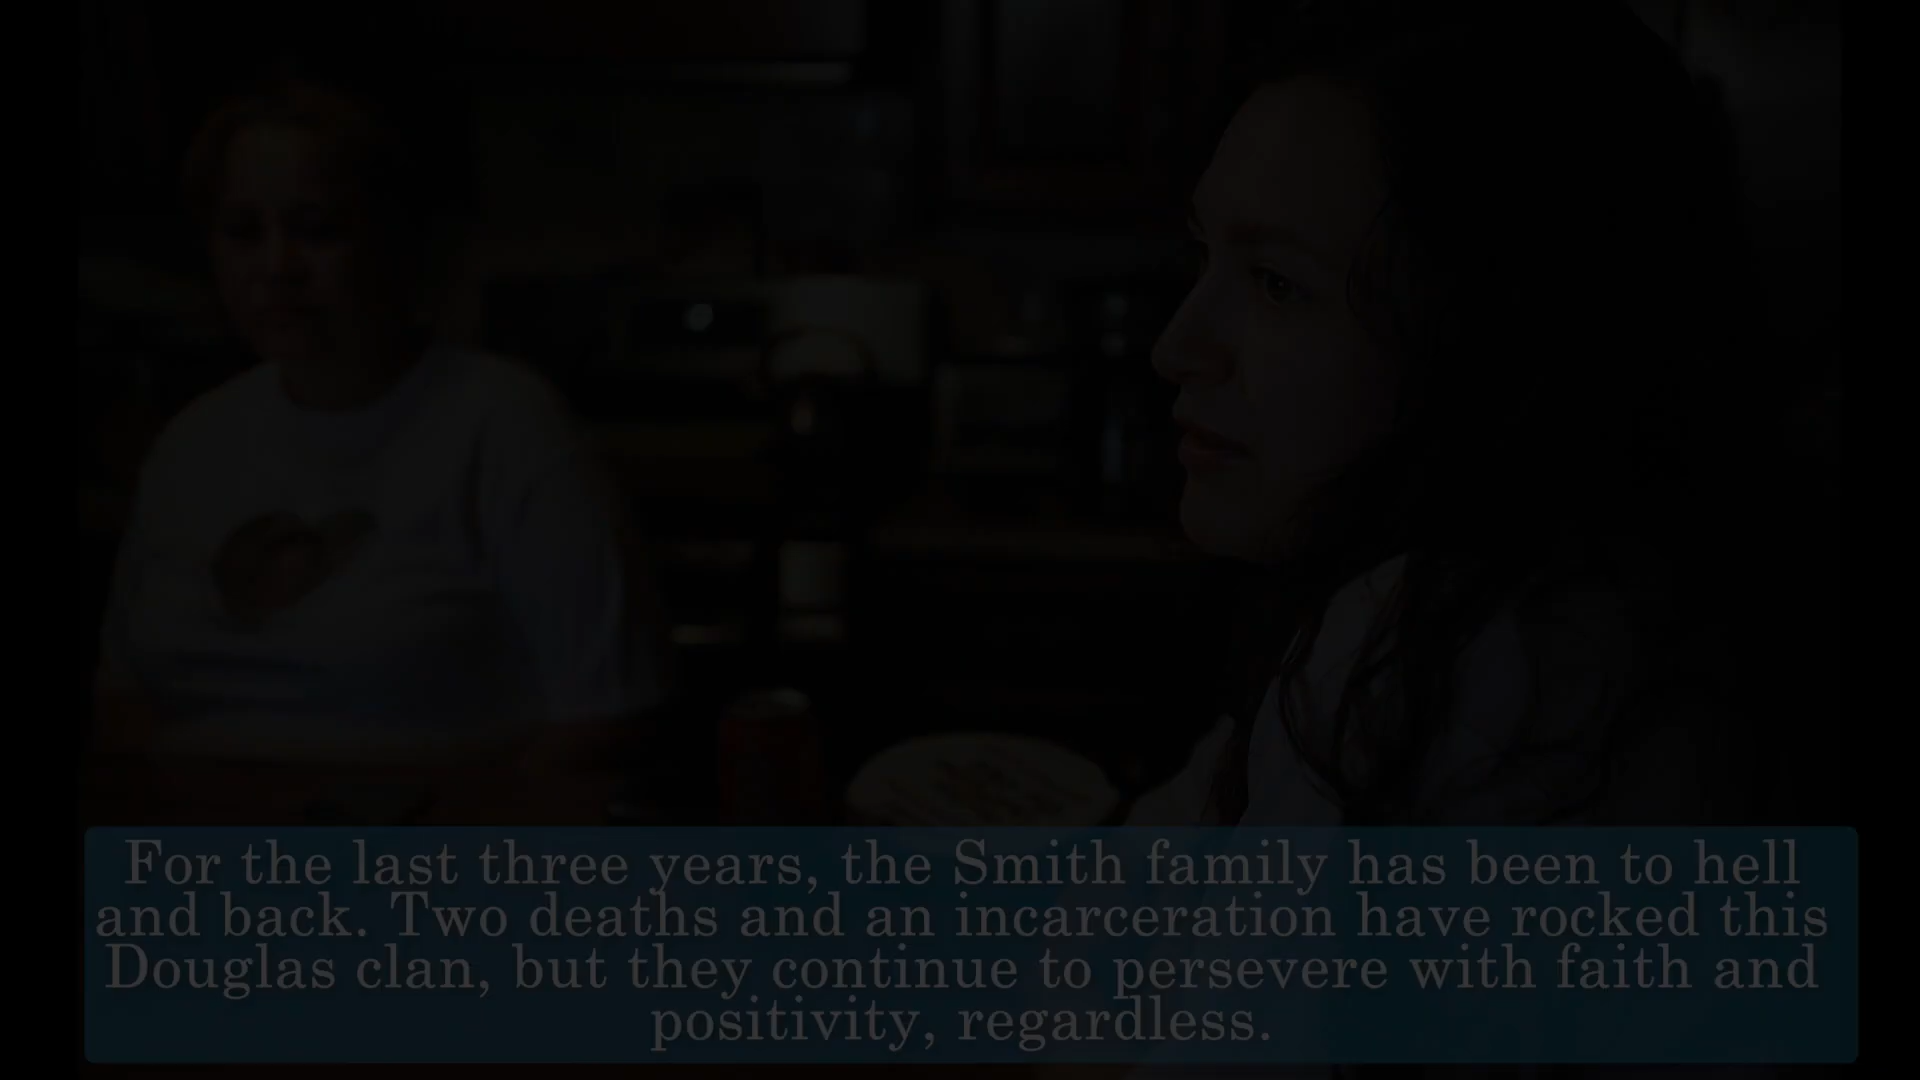 For the last three years, the Smith family has been to hell
and back. Two deaths and an incarceration have rocked this
Douglas clan, but they continue to persevere with faith and
positivity, regardless.